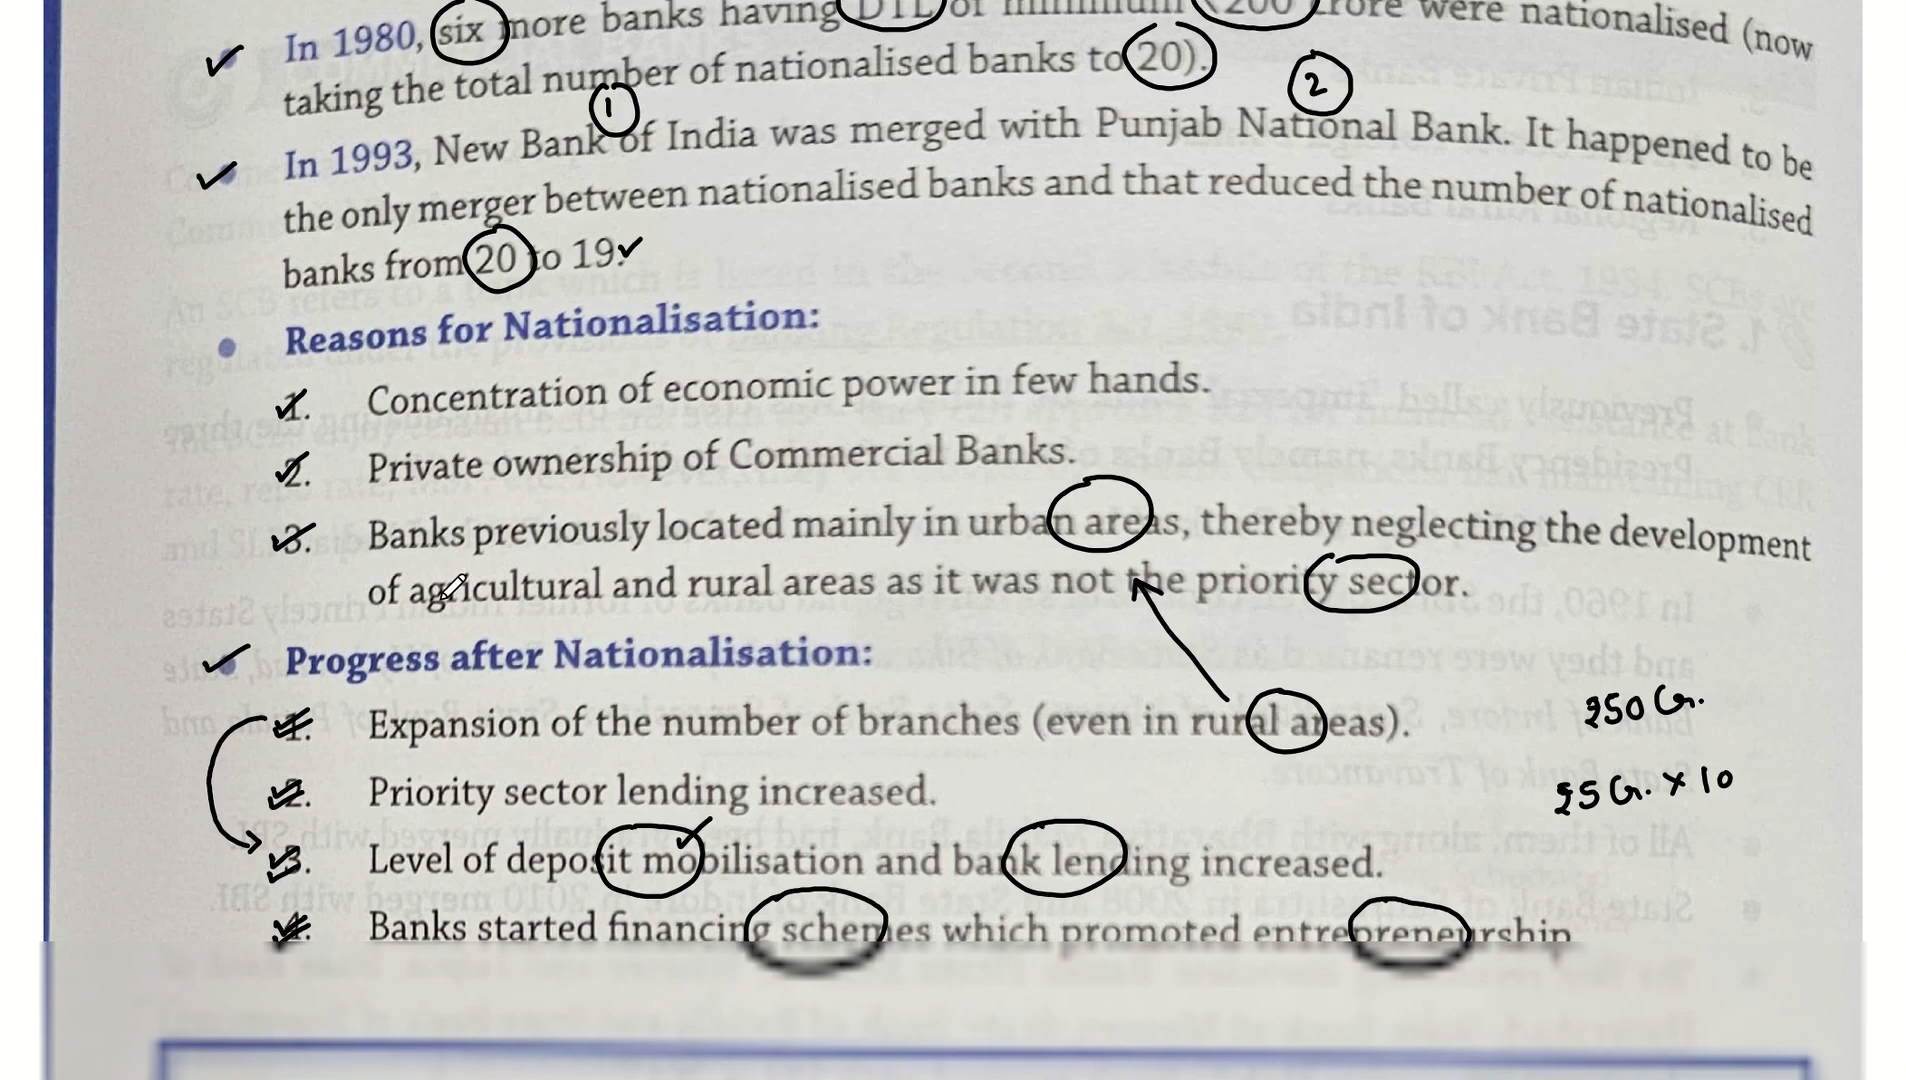 In 1980, six more banks having DTL of minimum ₹200 crore were nationalised (now
taking the total number of nationalised banks to 20).
1
2
In 1993, New Bank of India was merged with Punjab National Bank. It happened to be
the only merger between nationalised banks and that reduced the number of nationalised
banks from 20 to 19.
Reasons for Nationalisation:
1. Concentration of economic power in few hands.
2. Private ownership of Commercial Banks.
3. Banks previously located mainly in urban areas, thereby neglecting the development
of agricultural and rural areas as it was not the priority sector.
Progress after Nationalisation:
1. Expansion of the number of branches (even in rural areas).
₹50 Cr.
2. Priority sector lending increased.
₹5 Cr. × 10
3. Level of deposit mobilisation and bank lending increased.
4. Banks started financing schemes which promoted entrepreneurship